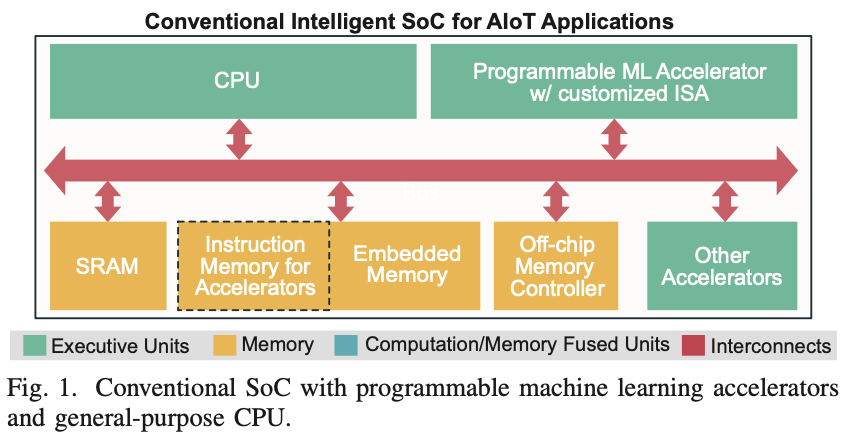 Conventional Intelligent SoC for AIoT Applications
CPU
Programmable ML Accelerator
w/ customized ISA
Bus
SRAM
Instruction
Memory for
Accelerators
Embedded
Memory
Off-chip
Memory
Controller
Other
Accelerators
Executive Units
Memory
Computation/Memory Fused Units
Interconnects
Fig. 1. Conventional SoC with programmable machine learning accelerators
and general-purpose CPU.